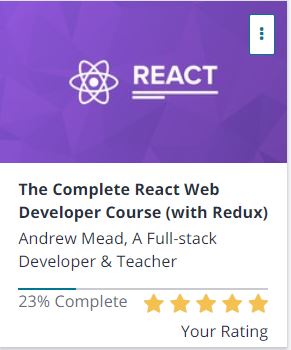 REACT
The Complete React Web
Developer Course (with Redux)
Andrew Mead, A Full-stack
Developer & Teacher
23% Complete
Your Rating